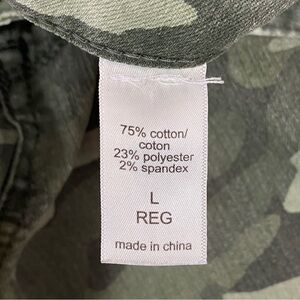 75% cotton/
coton
23% polyester
2% spandex
L
REG
made in china